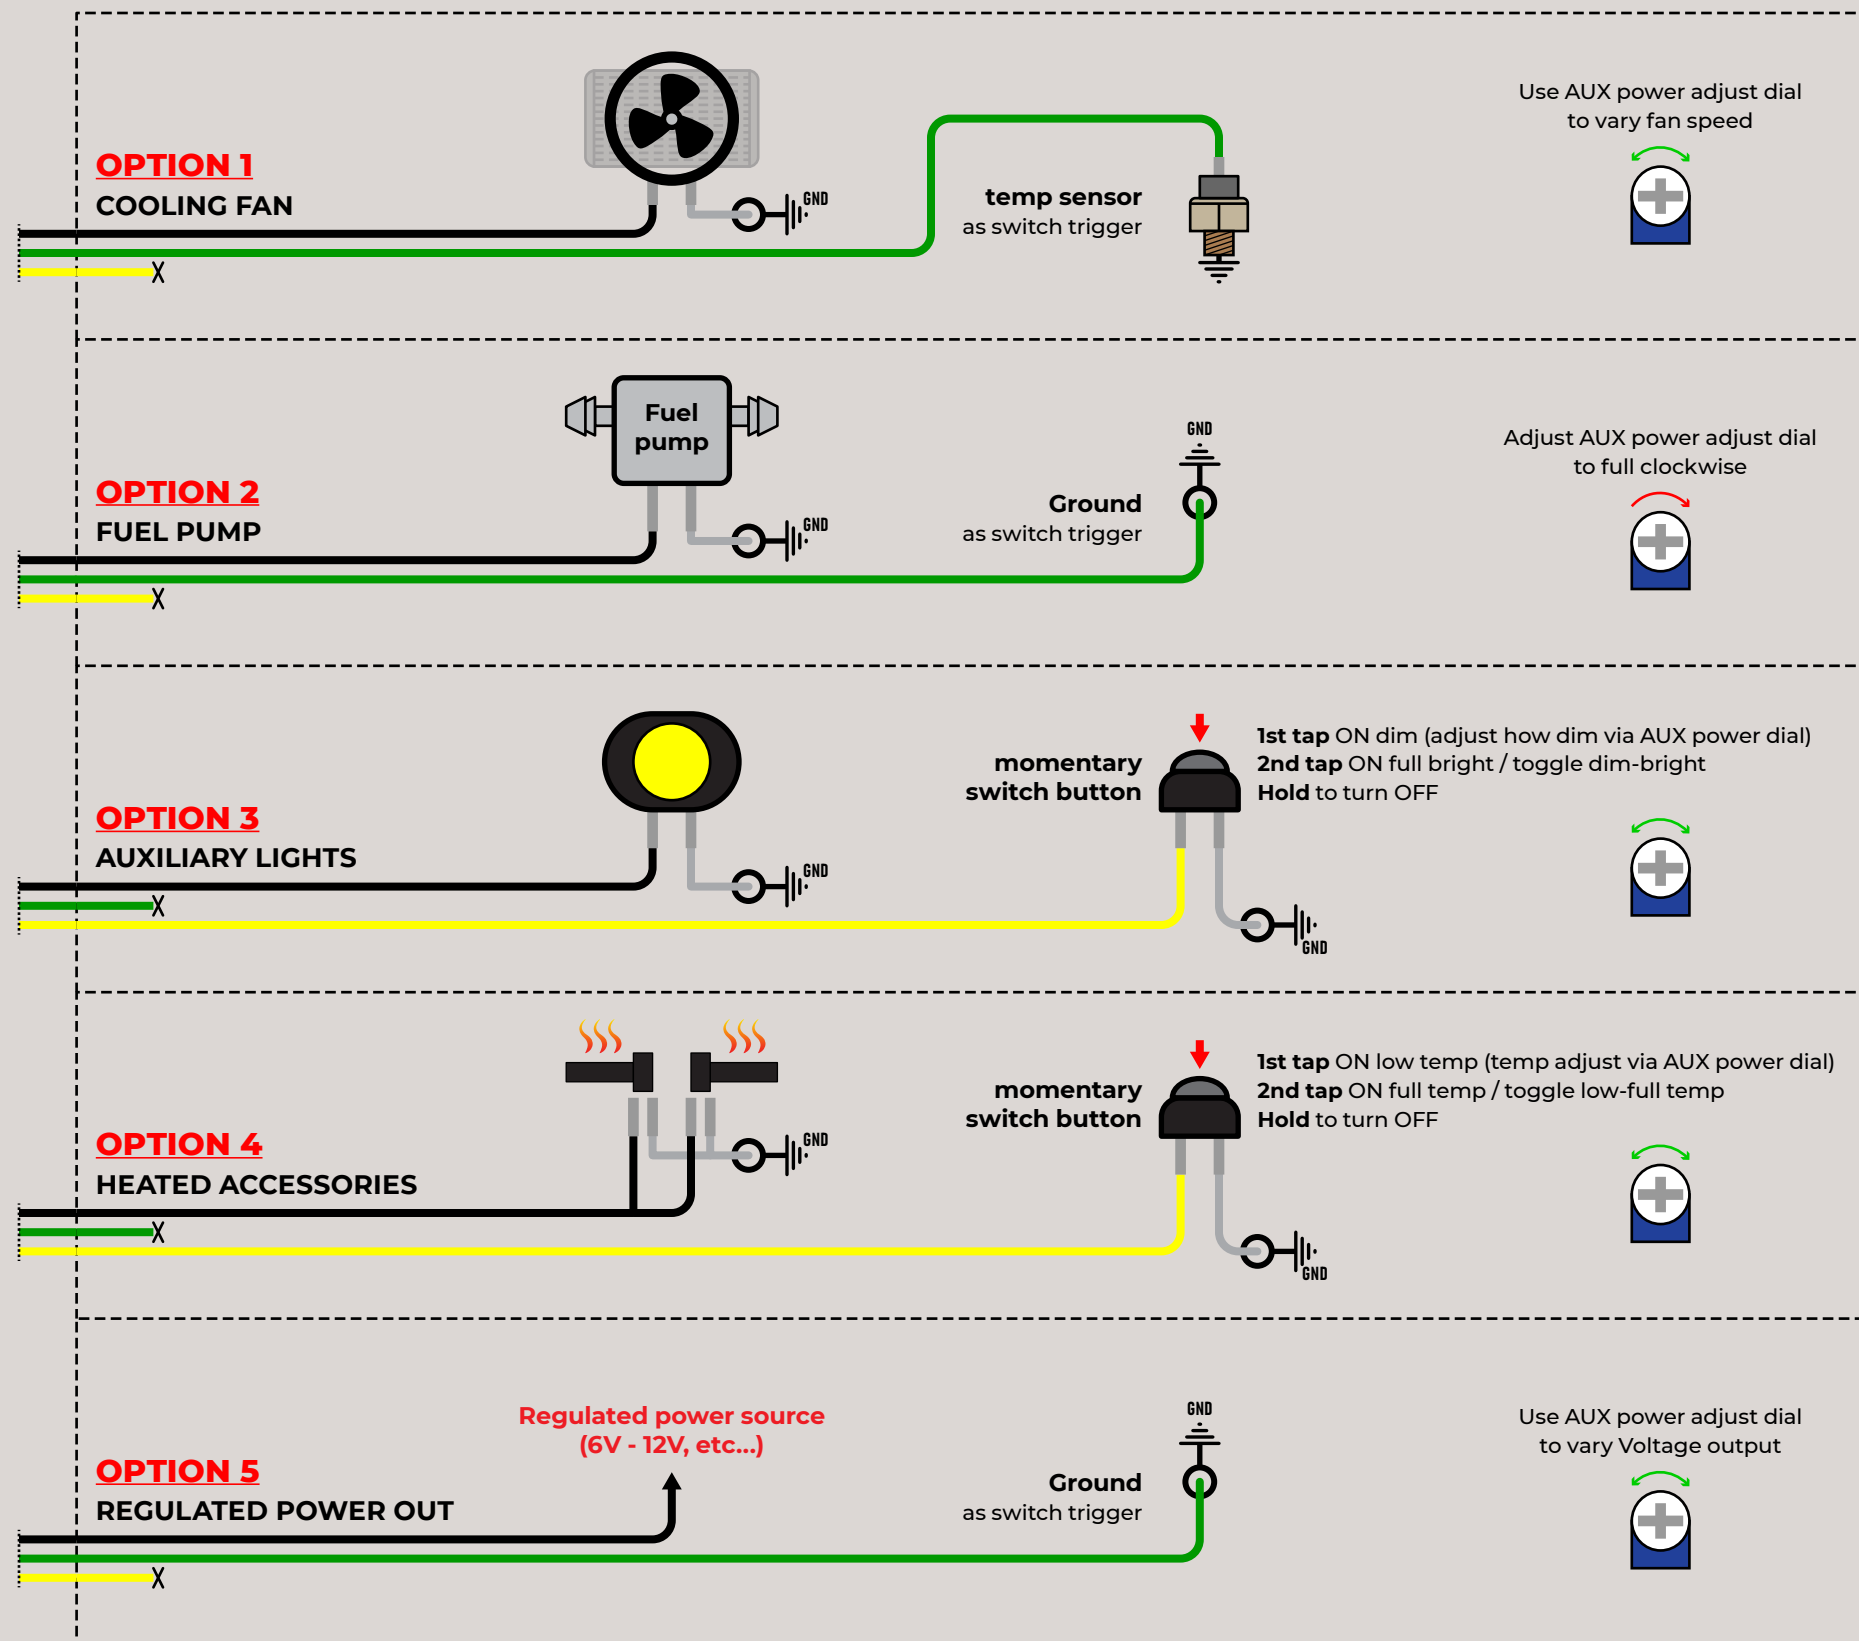 OPTION 1
COOLING FAN
GND
temp sensor
as switch trigger
Use AUX power adjust dial
to vary fan speed
OPTION 2
FUEL PUMP
Fuel
pump
GND
Ground
as switch trigger
GND
Adjust AUX power adjust dial
to full clockwise
OPTION 3
AUXILIARY LIGHTS
GND
momentary
switch button
1st tap ON dim (adjust how dim via AUX power dial)
2nd tap ON full bright / toggle dim-bright
Hold to turn OFF
GND
OPTION 4
HEATED ACCESSORIES
GND
momentary
switch button
1st tap ON low temp (temp adjust via AUX power dial)
2nd tap ON full temp / toggle low-full temp
Hold to turn OFF
GND
OPTION 5
REGULATED POWER OUT
Regulated power source
(6V - 12V, etc...)
Ground
as switch trigger
GND
Use AUX power adjust dial
to vary Voltage output